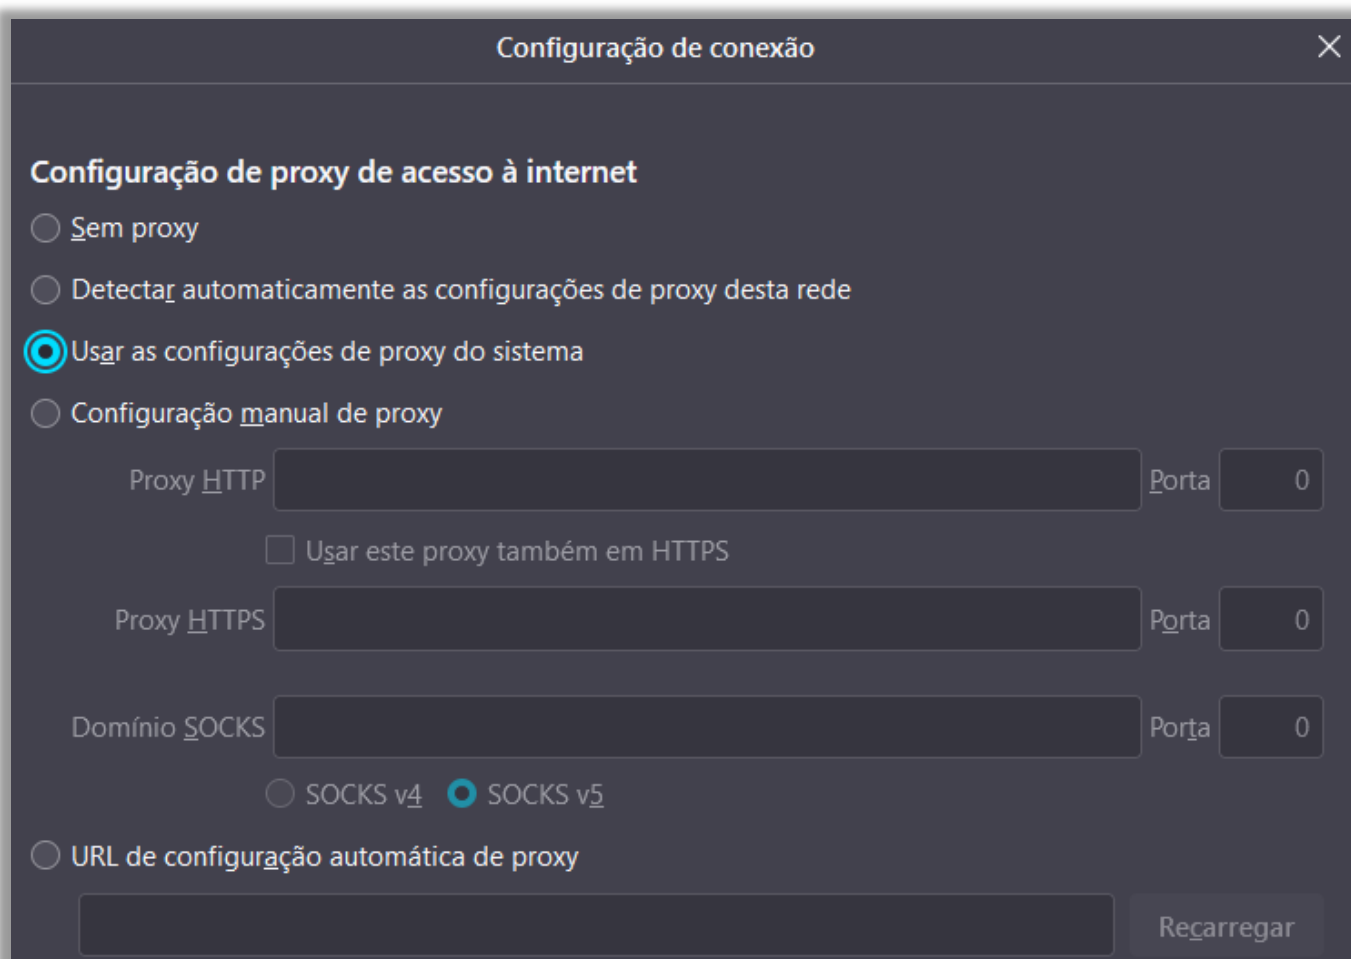 Configuração de conexão
Configuração de proxy de acesso à internet
Sem proxy
Detectar automaticamente as configurações de proxy desta rede
Usar as configurações de proxy do sistema
Configuração manual de proxy
Proxy HTTP Porta 0
Usar este proxy também em HTTPS
Proxy HTTPS Porta 0
Domínio SOCKS Porta 0
SOCKS v4 SOCKS v5
URL de configuração automática de proxy
Recarregar